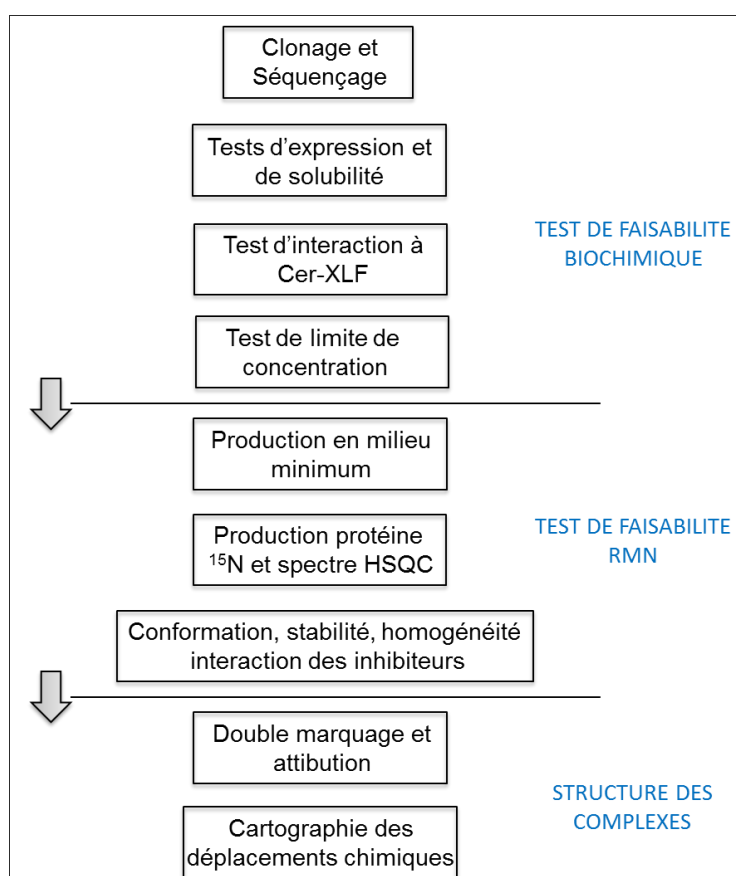 Clonage et
Séquençage
Tests d'expression et
de solubilité
Test d'interaction à
Cer-XLF
TEST DE FAISABILITE
BIOCHIMIQUE
Test de limite de
concentration
Production en milieu
minimum
Production protéine
¹⁵N et spectre HSQC
TEST DE FAISABILITE
RMN
Conformation, stabilité, homogénéité
interaction des inhibiteurs
Double marquage et
attibution
STRUCTURE DES
COMPLEXES
Cartographie des
déplacements chimiques